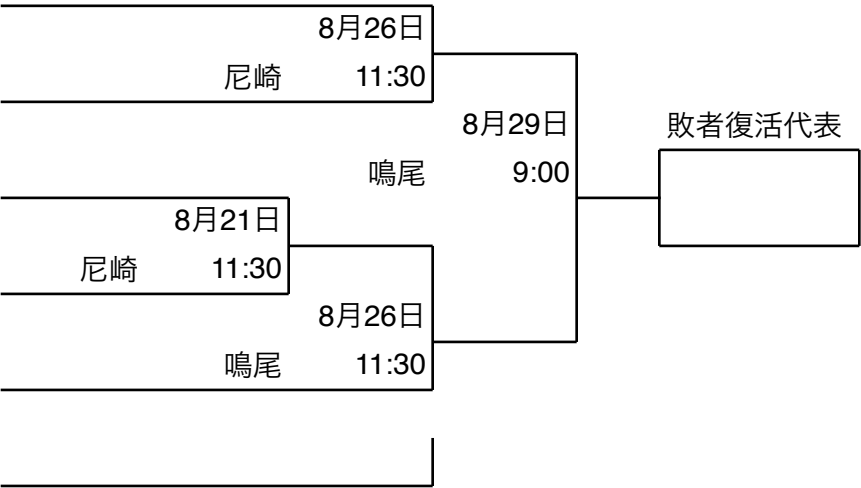 8月26日
尼崎 11:30
8月29日
敗者復活代表
鳴尾 9:00
8月21日
尼崎 11:30
8月26日
鳴尾 11:30